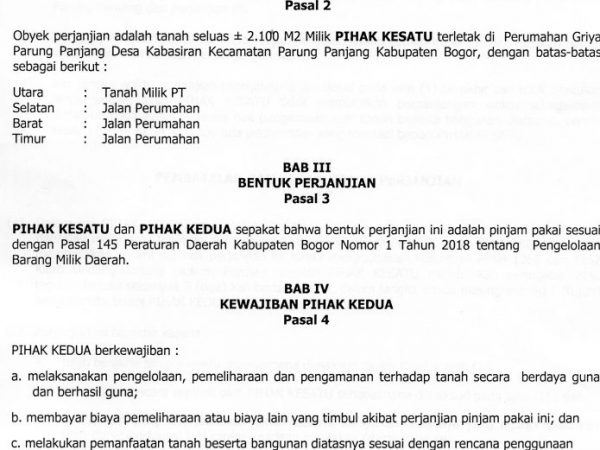 Pasal 2
Obyek perjanjian adalah tanah seluas ± 2.100 M2 Milik PIHAK KESATU terletak di Perumahan Griya
Parung Panjang Desa Kabasiran Kecamatan Parung Panjang Kabupaten Bogor, dengan batas-batas
sebagai berikut :
Utara : Tanah Milik PT
Selatan : Jalan Perumahan
Barat : Jalan Perumahan
Timur : Jalan Perumahan
BAB III
BENTUK PERJANJIAN
Pasal 3
PIHAK KESATU dan PIHAK KEDUA sepakat bahwa bentuk perjanjian ini adalah pinjam pakai sesuai
dengan Pasal 145 Peraturan Daerah Kabupaten Bogor Nomor 1 Tahun 2018 tentang Pengelolaan
Barang Milik Daerah.
BAB IV
KEWAJIBAN PIHAK KEDUA
Pasal 4
PIHAK KEDUA berkewajiban :
a. melaksanakan pengelolaan, pemeliharaan dan pengamanan terhadap tanah secara berdaya guna
dan berhasil guna;
b. membayar biaya pemeliharaan atau biaya lain yang timbul akibat perjanjian pinjam pakai ini; dan
c. melakukan pemanfaatan tanah beserta bangunan diatasnya sesuai dengan rencana penggunaan